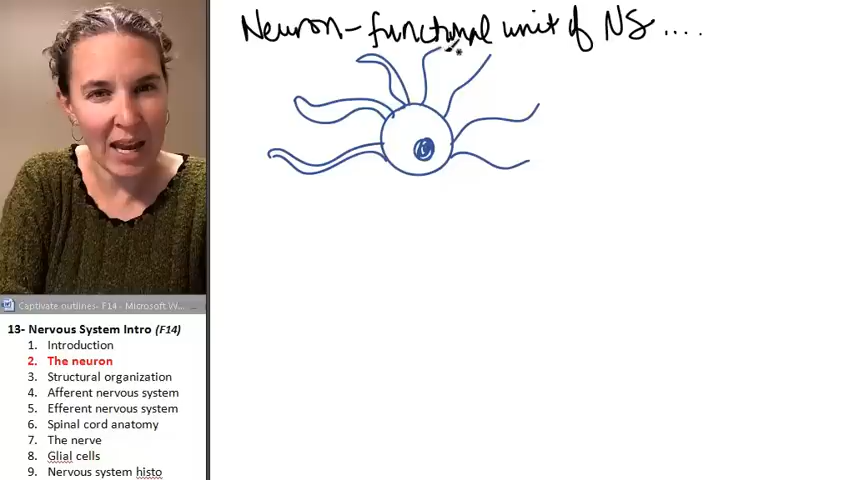 Neuron - functional unit of NS ....
Captivate outlines- F14 - Microsoft W...
13- Nervous System Intro (F14)
1. Introduction
2. The neuron
3. Structural organization
4. Afferent nervous system
5. Efferent nervous system
6. Spinal cord anatomy
7. The nerve
8. Glial cells
9. Nervous system histo